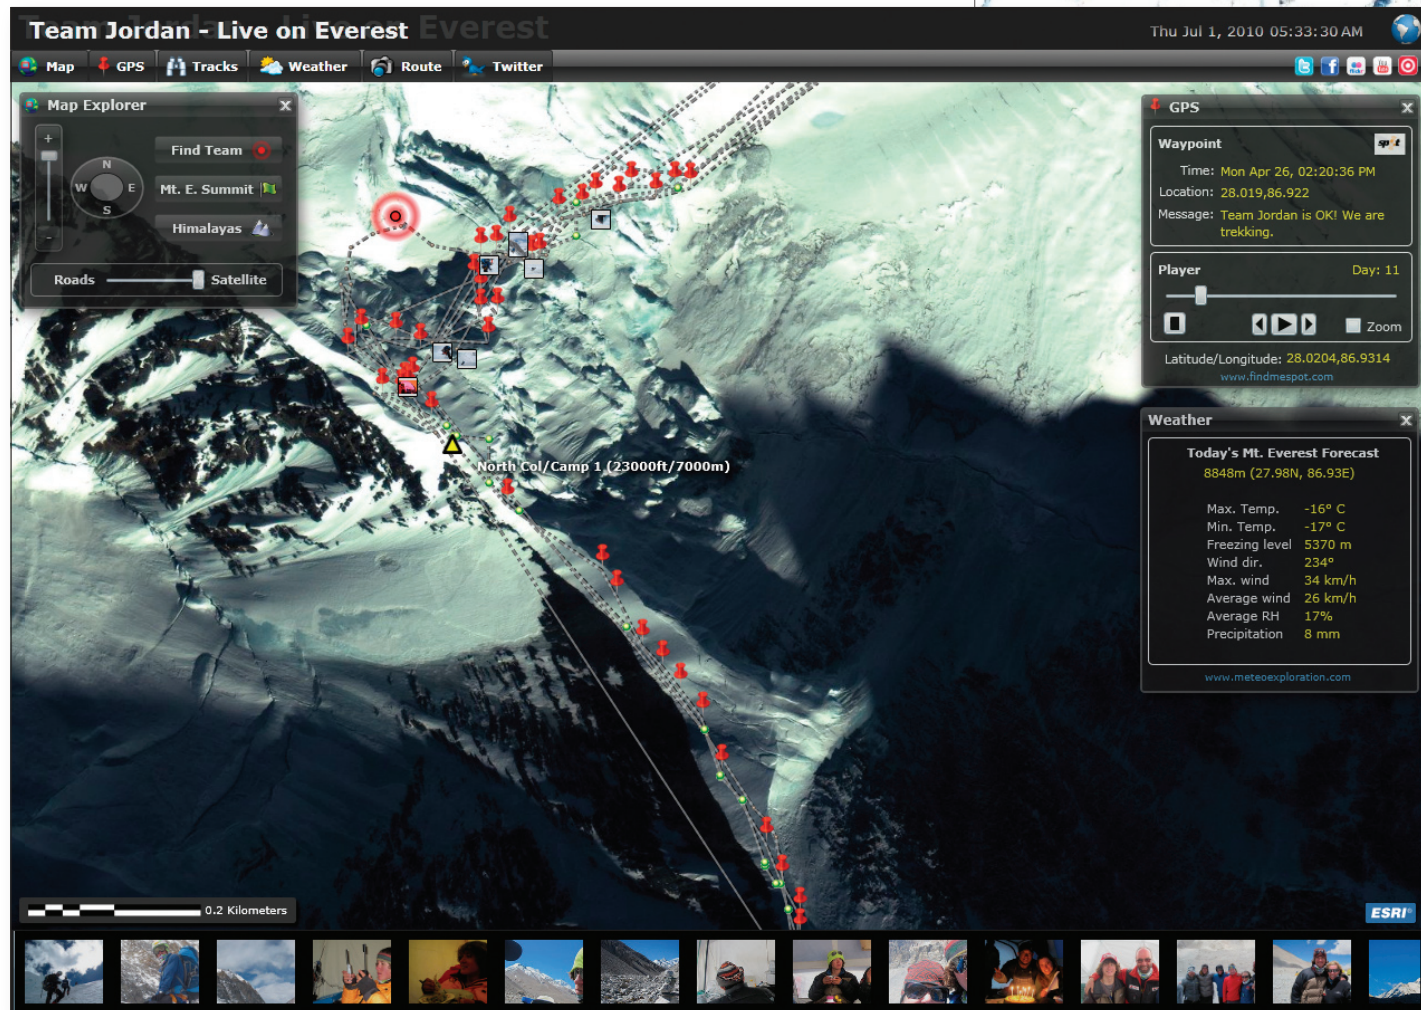 Team Jordan - Live on Everest
Thu Jul 1, 2010 05:33:30 AM
Map GPS Tracks Weather Route Twitter
Map Explorer X
+
N
W E
S
-
Find Team
Mt. E. Summit
Himalayas
Roads Satellite
GPS X
Waypoint
spot
Time: Mon Apr 26, 02:20:36 PM
Location: 28.019,86.922
Message: Team Jordan is OK! We are
trekking.
Player Day: 11
Zoom
Latitude/Longitude: 28.0204,86.9314
www.findmespot.com
Weather X
Today's Mt. Everest Forecast
8848m (27.98N, 86.93E)
Max. Temp. -16° C
Min. Temp. -17° C
Freezing level 5370 m
Wind dir. 234°
Max. wind 34 km/h
Average wind 26 km/h
Average RH 17%
Precipitation 8 mm
www.meteoexploration.com
North Col/Camp 1 (23000ft/7000m)
0.2 Kilometers
ESRI